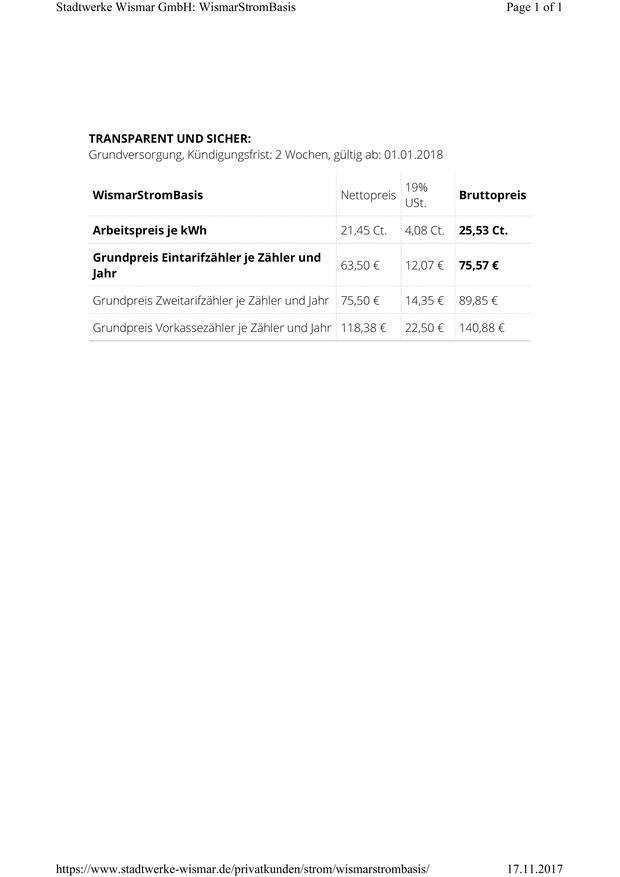 Stadtwerke Wismar GmbH: WismarStromBasis Page 1 of 1
TRANSPARENT UND SICHER:
Grundversorgung, Kündigungsfrist: 2 Wochen, gültig ab: 01.01.2018
WismarStromBasis Nettopreis 19% USt. Bruttopreis
Arbeitspreis je kWh 21,45 Ct. 4,08 Ct. 25,53 Ct.
Grundpreis Eintarifzähler je Zähler und Jahr 63,50 € 12,07 € 75,57 €
Grundpreis Zweitarifzähler je Zähler und Jahr 75,50 € 14,35 € 89,85 €
Grundpreis Vorkassezähler je Zähler und Jahr 118,38 € 22,50 € 140,88 €
https://www.stadtwerke-wismar.de/privatkunden/strom/wismarstrombasis/ 17.11.2017